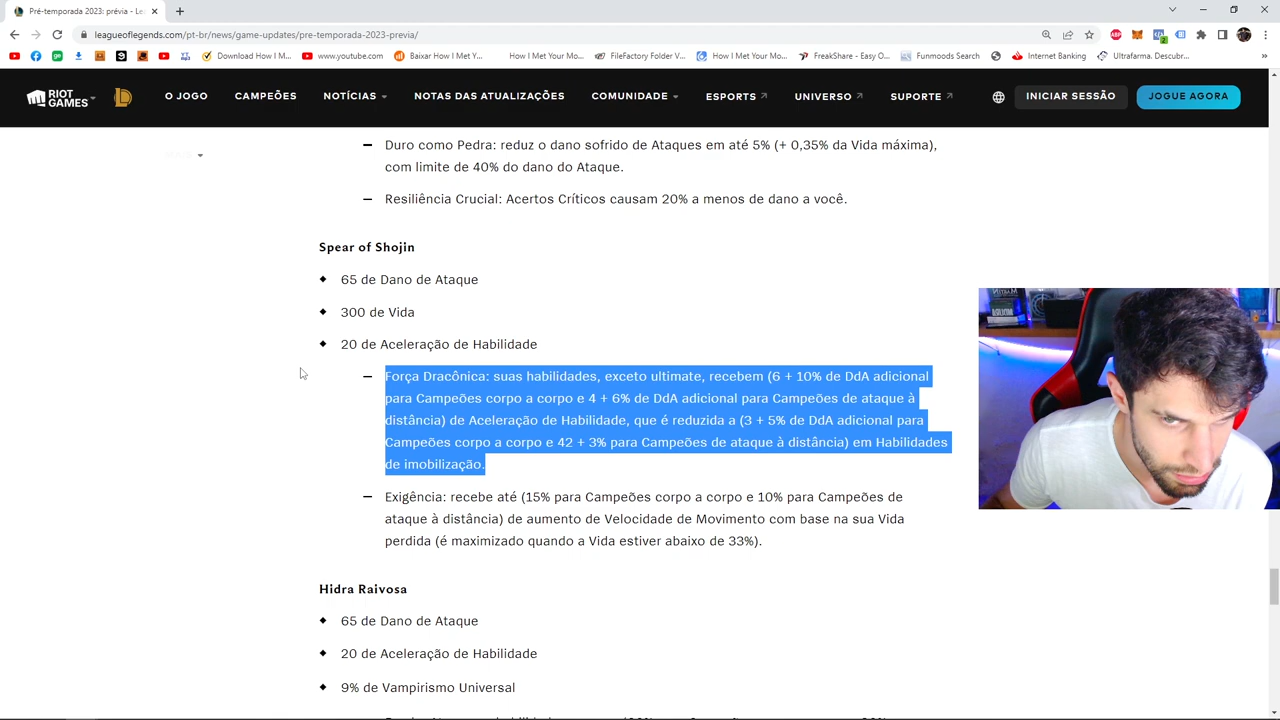 Pré-temporada 2023: prévia - Le
leagueoflegends.com/pt-br/news/game-updates/pre-temporada-2023-previa/
Download How I M...
www.youtube.com
Baixar How I Met Y...
How I Met Your Mo...
FileFactory Folder V...
How I Met Your Mo...
FreakShare - Easy O...
Funmoods Search
Internet Banking
Ultrafarma. Descubr...
RIOT GAMES
O JOGO
CAMPEÕES
NOTÍCIAS
NOTAS DAS ATUALIZAÇÕES
COMUNIDADE
ESPORTS
UNIVERSO
SUPORTE
INICIAR SESSÃO
JOGUE AGORA
Duro como Pedra: reduz o dano sofrido de Ataques em até 5% (+ 0,35% da Vida máxima),
com limite de 40% do dano do Ataque.
Resiliência Crucial: Acertos Críticos causam 20% a menos de dano a você.
Spear of Shojin
65 de Dano de Ataque
300 de Vida
20 de Aceleração de Habilidade
Força Dracônica: suas habilidades, exceto ultimate, recebem (6 + 10% de DdA adicional
para Campeões corpo a corpo e 4 + 6% de DdA adicional para Campeões de ataque à
distância) de Aceleração de Habilidade, que é reduzida a (3 + 5% de DdA adicional para
Campeões corpo a corpo e 42 + 3% para Campeões de ataque à distância) em Habilidades
de imobilização.
Exigência: recebe até (15% para Campeões corpo a corpo e 10% para Campeões de
ataque à distância) de aumento de Velocidade de Movimento com base na sua Vida
perdida (é maximizado quando a Vida estiver abaixo de 33%).
Hidra Raivosa
65 de Dano de Ataque
20 de Aceleração de Habilidade
9% de Vampirismo Universal